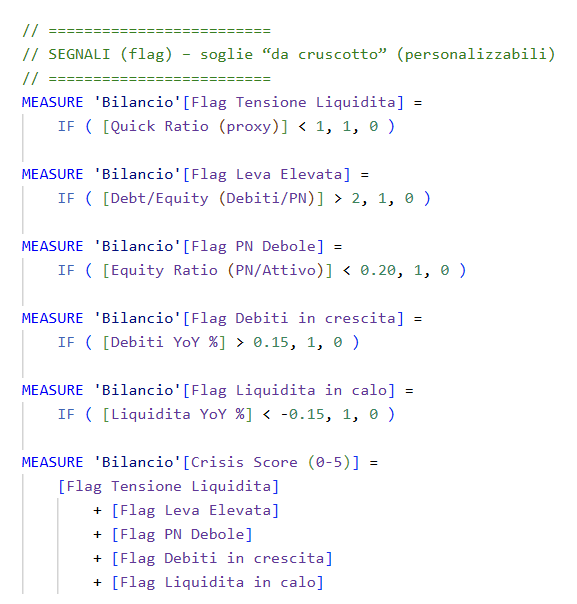 // =========================
// SEGNALI (flag) – soglie “da cruscotto” (personalizzabili)
// =========================
MEASURE 'Bilancio'[Flag Tensione Liquidita] =
    IF ( [Quick Ratio (proxy)] < 1, 1, 0 )

MEASURE 'Bilancio'[Flag Leva Elevata] =
    IF ( [Debt/Equity (Debiti/PN)] > 2, 1, 0 )

MEASURE 'Bilancio'[Flag PN Debole] =
    IF ( [Equity Ratio (PN/Attivo)] < 0.20, 1, 0 )

MEASURE 'Bilancio'[Flag Debiti in crescita] =
    IF ( [Debiti YoY %] > 0.15, 1, 0 )

MEASURE 'Bilancio'[Flag Liquidita in calo] =
    IF ( [Liquidita YoY %] < -0.15, 1, 0 )

MEASURE 'Bilancio'[Crisis Score (0-5)] =
    [Flag Tensione Liquidita]
        + [Flag Leva Elevata]
        + [Flag PN Debole]
        + [Flag Debiti in crescita]
        + [Flag Liquidita in calo]